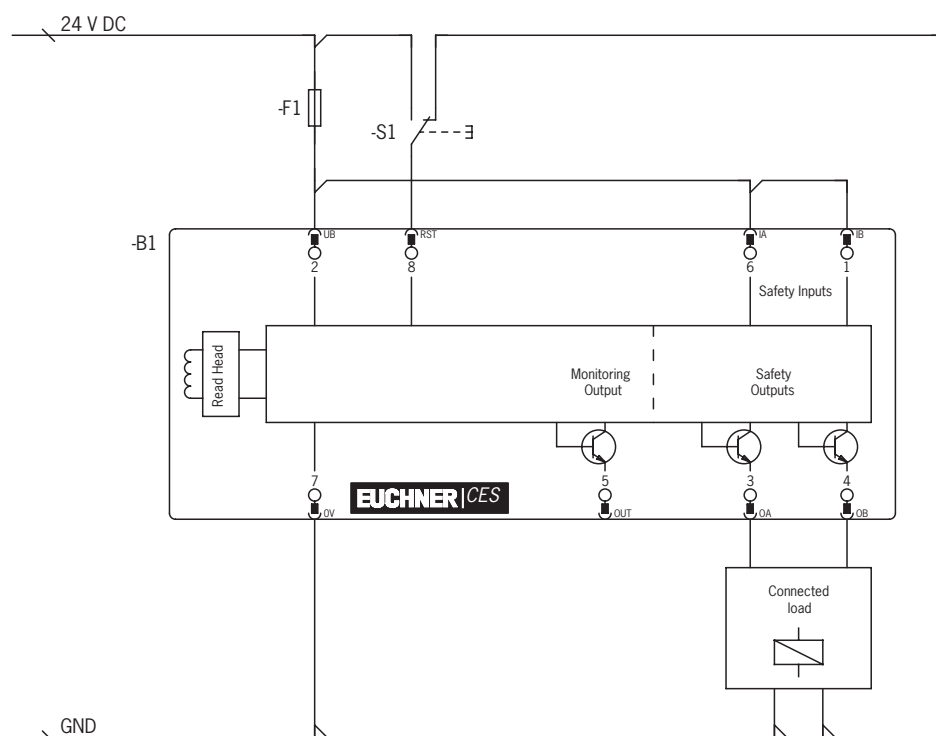 24 V DC
-F1
-S1
-B1
UB
RST
IA
IB
2
8
6
1
Safety Inputs
Read Head
Monitoring
Output
Safety
Outputs
7
5
3
4
EUCHNER CES
0V
OUT
OA
OB
Connected
load
GND